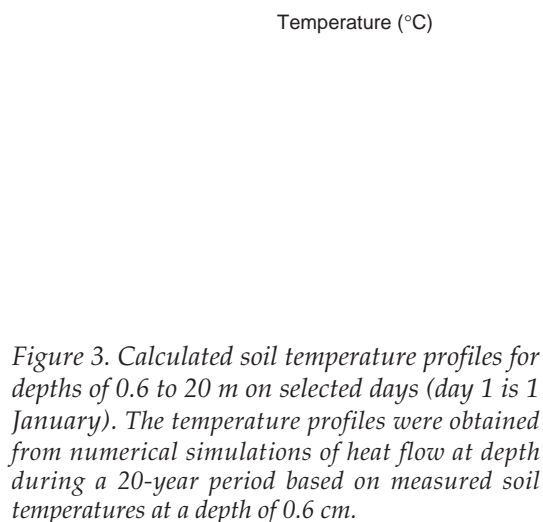 Temperature (°C)
Figure 3. Calculated soil temperature profiles for
depths of 0.6 to 20 m on selected days (day 1 is 1
January). The temperature profiles were obtained
from numerical simulations of heat flow at depth
during a 20-year period based on measured soil
temperatures at a depth of 0.6 cm.